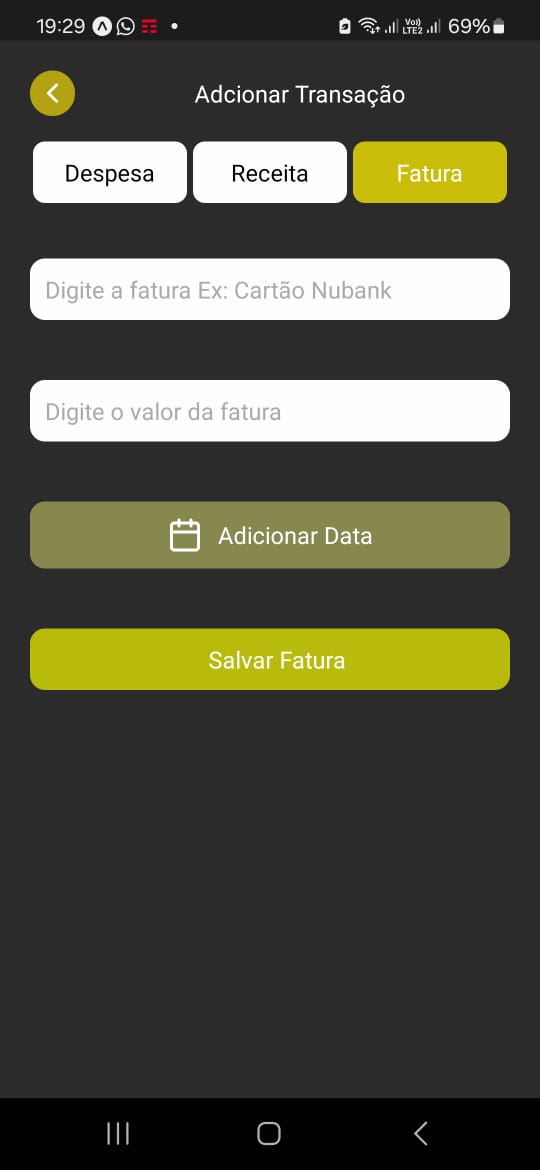 19:29 Vo)) LTE2 69%
Adcionar Transação
Despesa Receita Fatura
Digite a fatura Ex: Cartão Nubank
Digite o valor da fatura
Adicionar Data
Salvar Fatura